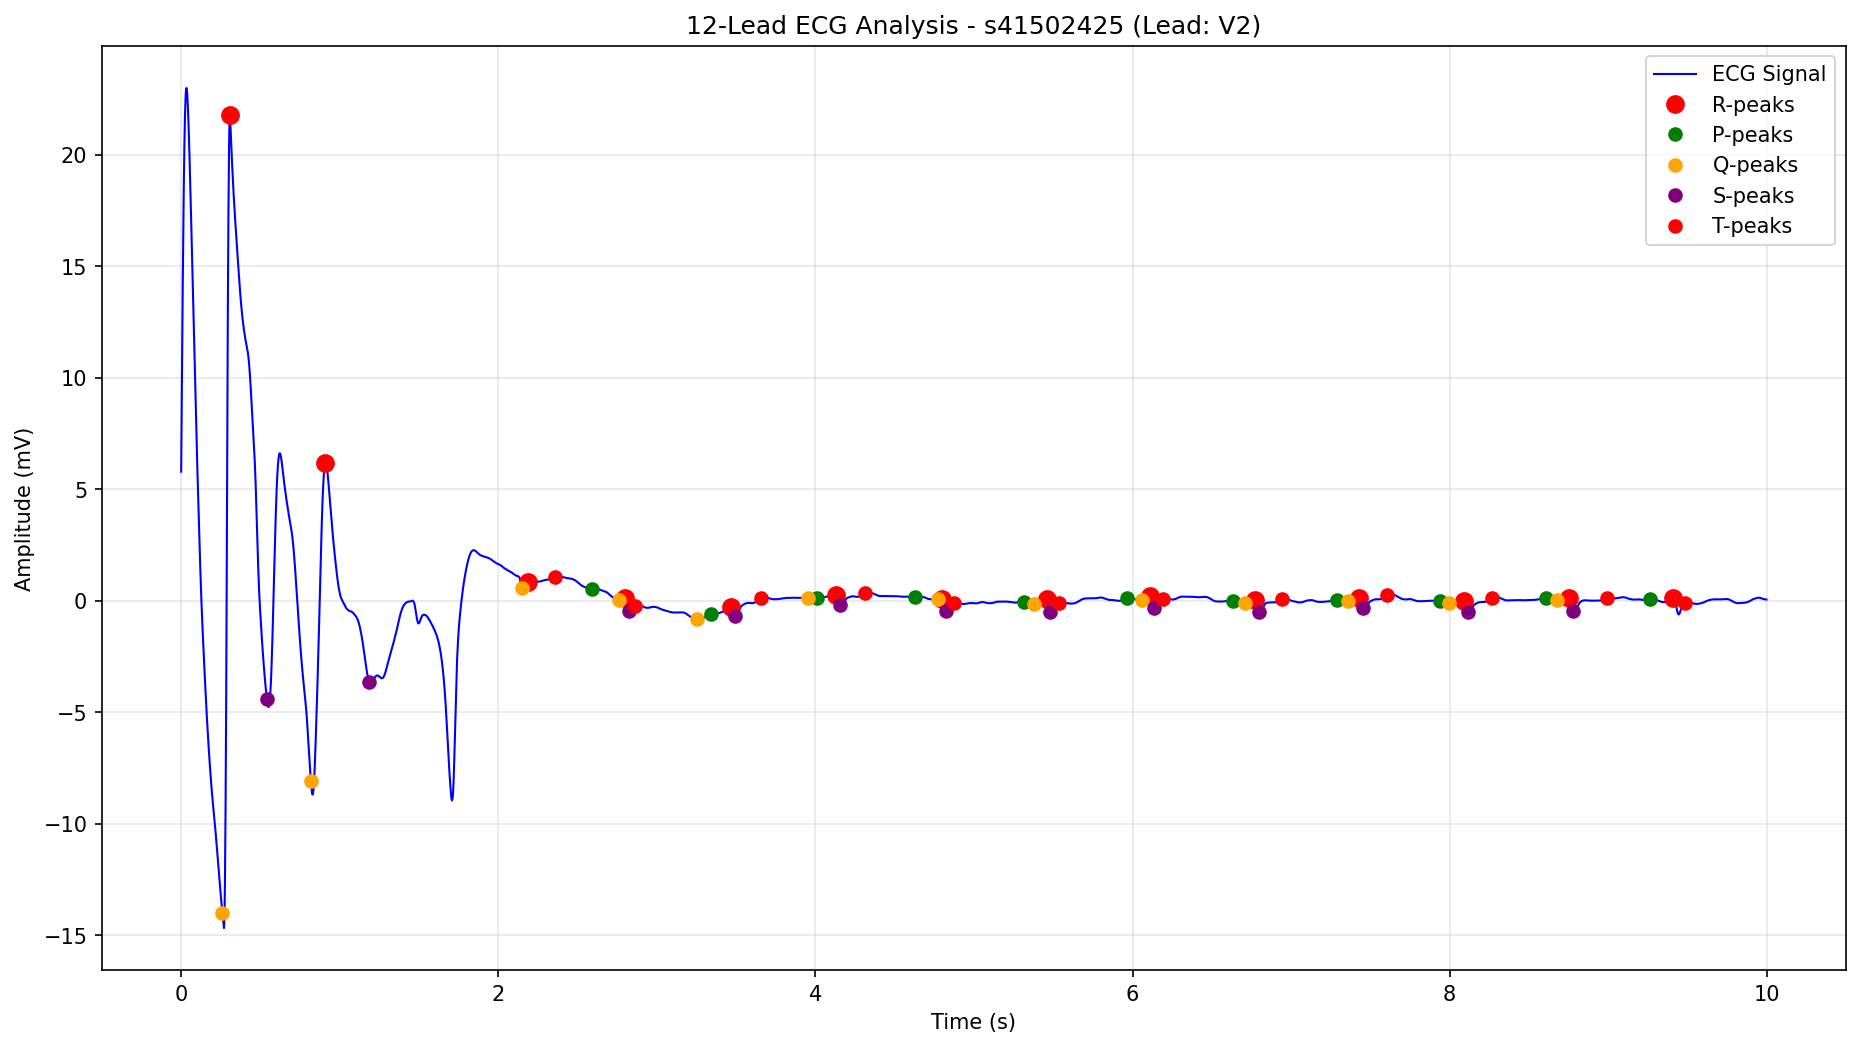 12-Lead ECG Analysis - s41502425 (Lead: V2)
ECG Signal
R-peaks
P-peaks
Q-peaks
S-peaks
T-peaks
Amplitude (mV)
20
15
10
5
0
−5
−10
−15
0 2 4 6 8 10
Time (s)